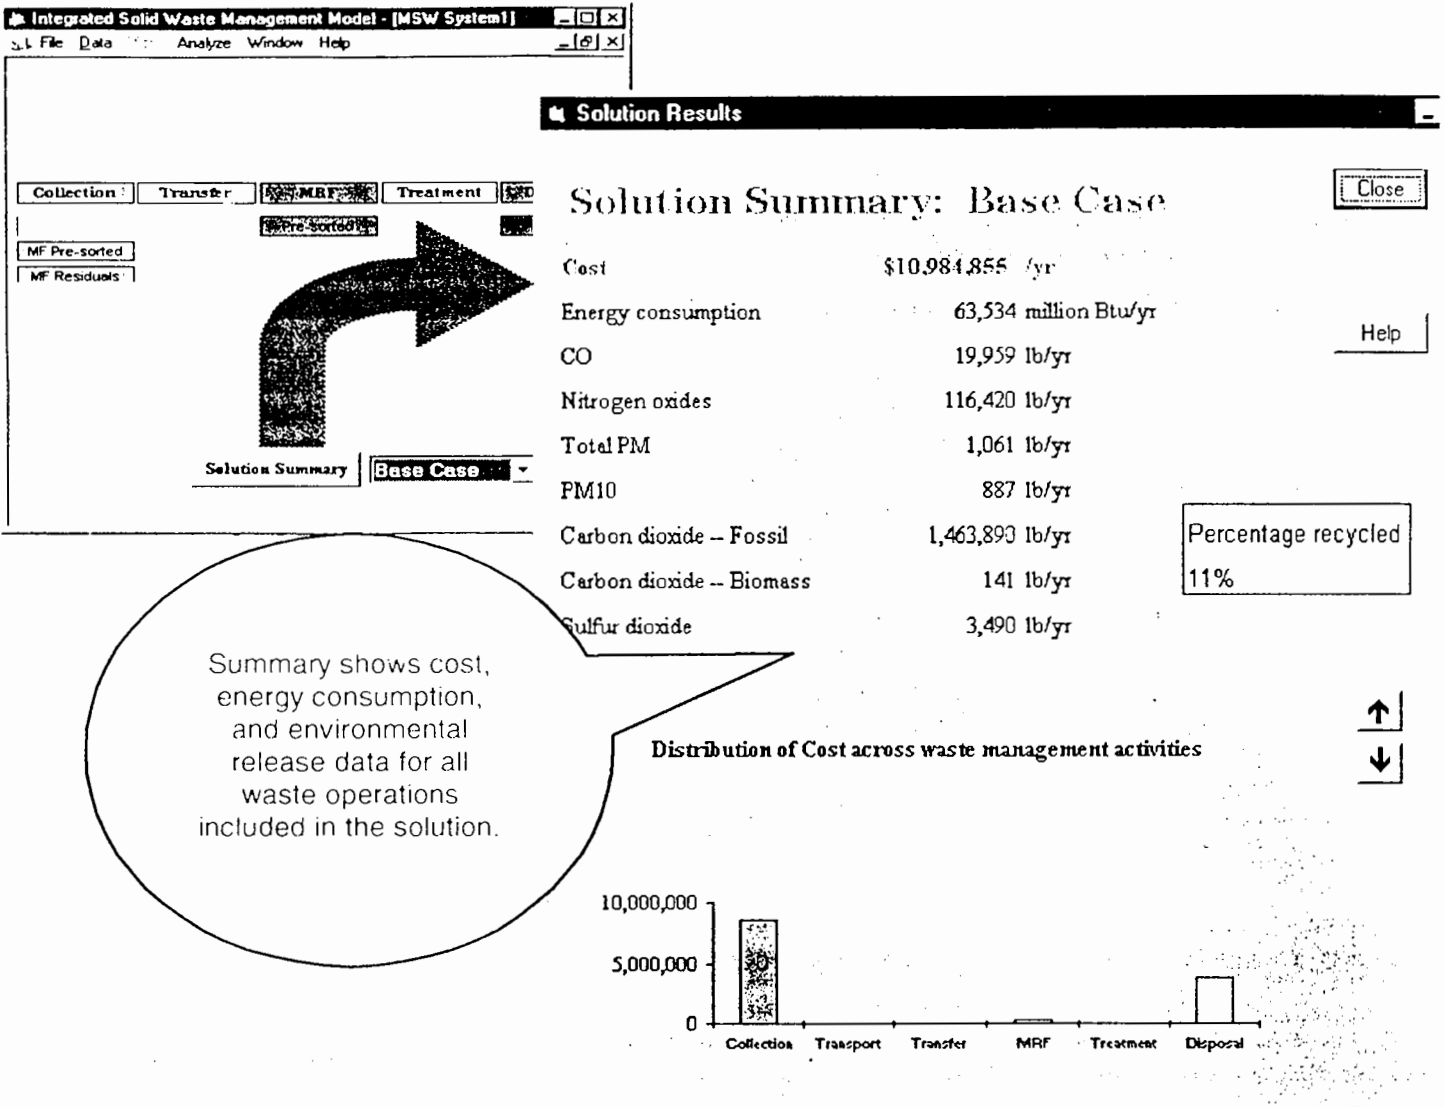 Integrated Solid Waste Management Model - [MSW System1]
File Data Analyze Window Help
Collection Transfer MRF Treatment
Pre-sorted
MF Pre-sorted
MF Residuals
Solution Summary Base Case
Solution Results
Solution Summary: Base Case
Close
Cost $10,984,855 /yr
Energy consumption 63,534 million Btu/yr
Help
CO 19,959 lb/yr
Nitrogen oxides 116,420 lb/yr
Total PM 1,061 lb/yr
PM10 887 lb/yr
Carbon dioxide -- Fossil 1,463,893 lb/yr
Carbon dioxide -- Biomass 141 lb/yr
Sulfur dioxide 3,490 lb/yr
Percentage recycled
11%
Summary shows cost,
energy consumption,
and environmental
release data for all
waste operations
included in the solution.
Distribution of Cost across waste management activities
10,000,000
5,000,000
0
Collection Transport Transfer MRF Treatment Disposal